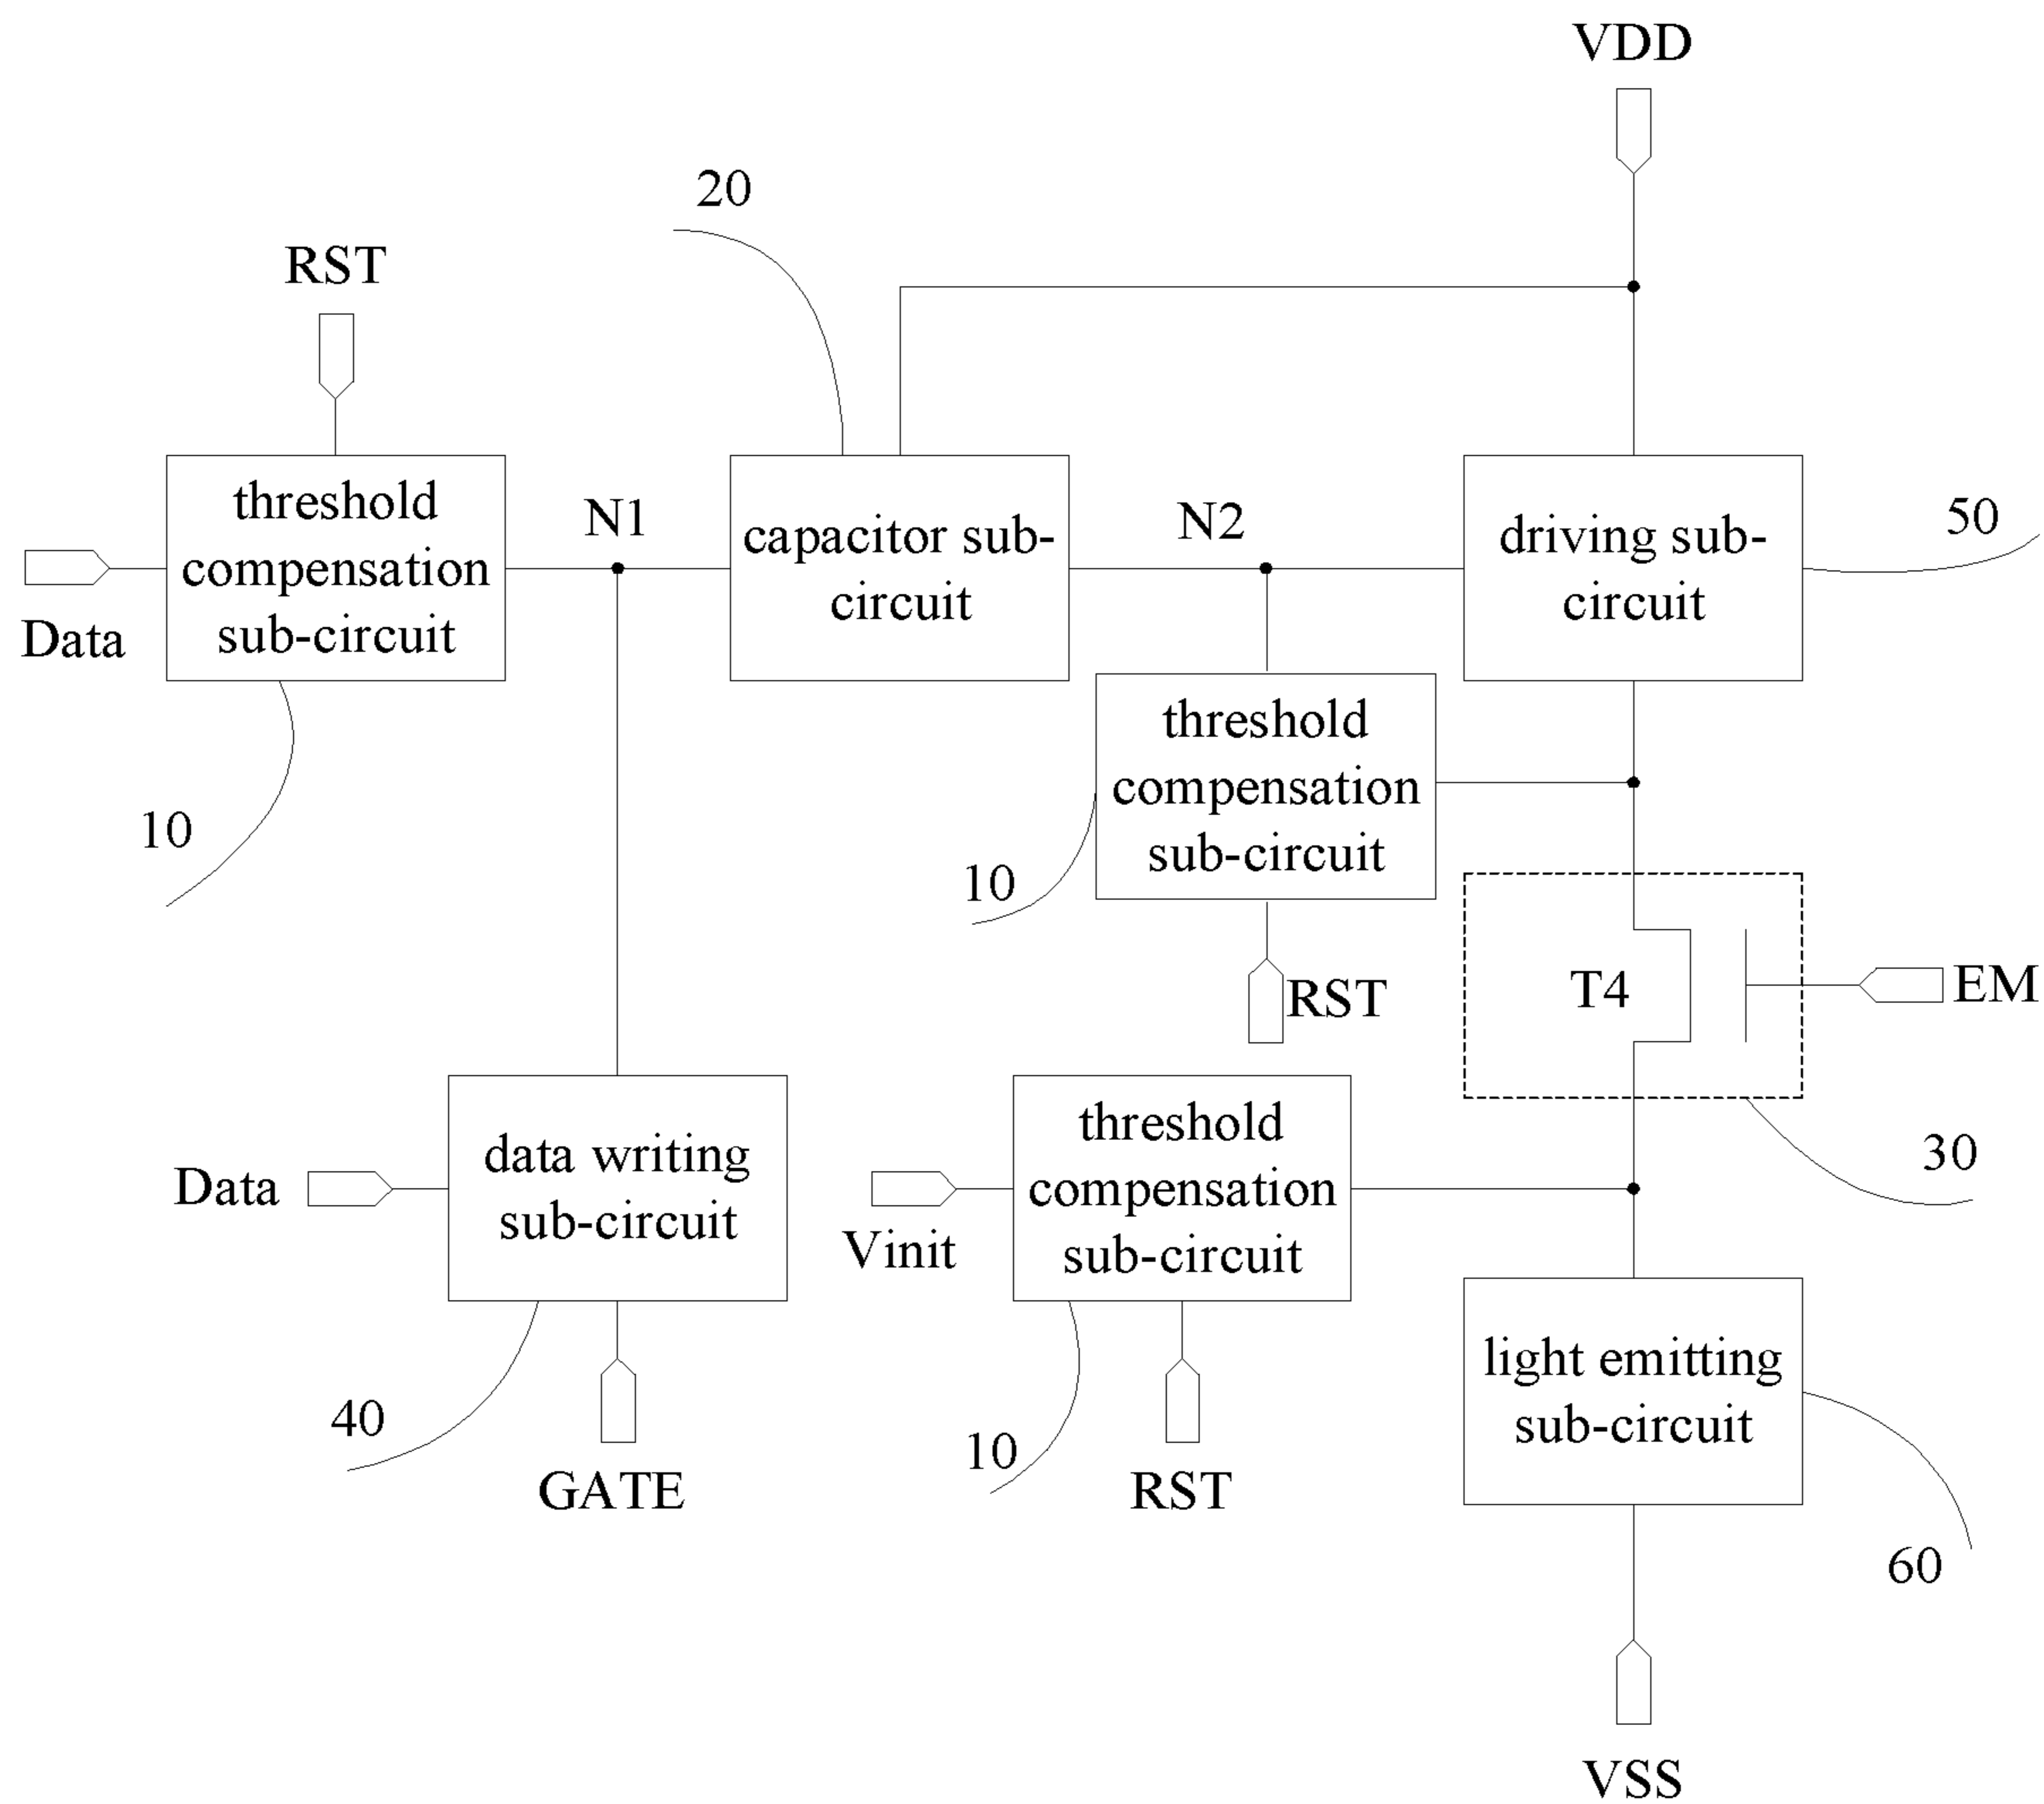 VDD
20
RST
threshold
compensation
sub-circuit
N1
capacitor sub-
circuit
N2
driving sub-
circuit
50
Data
10
threshold
compensation
sub-circuit
10
RST
T4
EM
30
Data
data writing
sub-circuit
40
GATE
Vinit
threshold
compensation
sub-circuit
10
RST
light emitting
sub-circuit
60
VSS